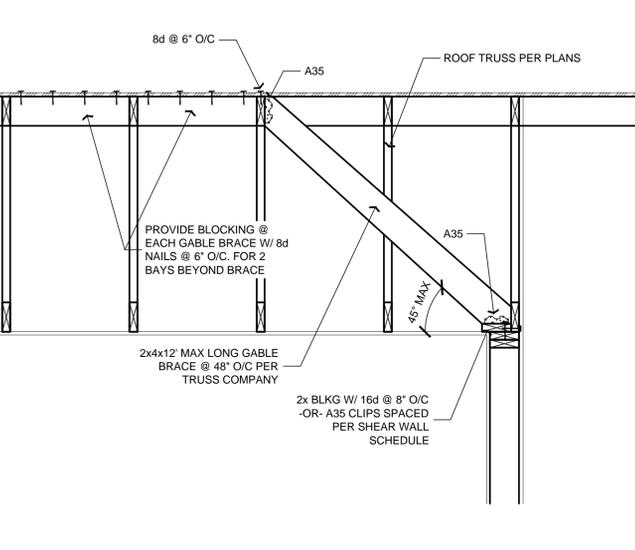 8d @ 6" O/C
A35
ROOF TRUSS PER PLANS
PROVIDE BLOCKING @
EACH GABLE BRACE W/ 8d
NAILS @ 6" O/C. FOR 2
BAYS BEYOND BRACE
A35
45° MAX
2x4x12' MAX LONG GABLE
BRACE @ 48" O/C PER
TRUSS COMPANY
2x BLKG W/ 16d @ 8" O/C
-OR- A35 CLIPS SPACED
PER SHEAR WALL
SCHEDULE